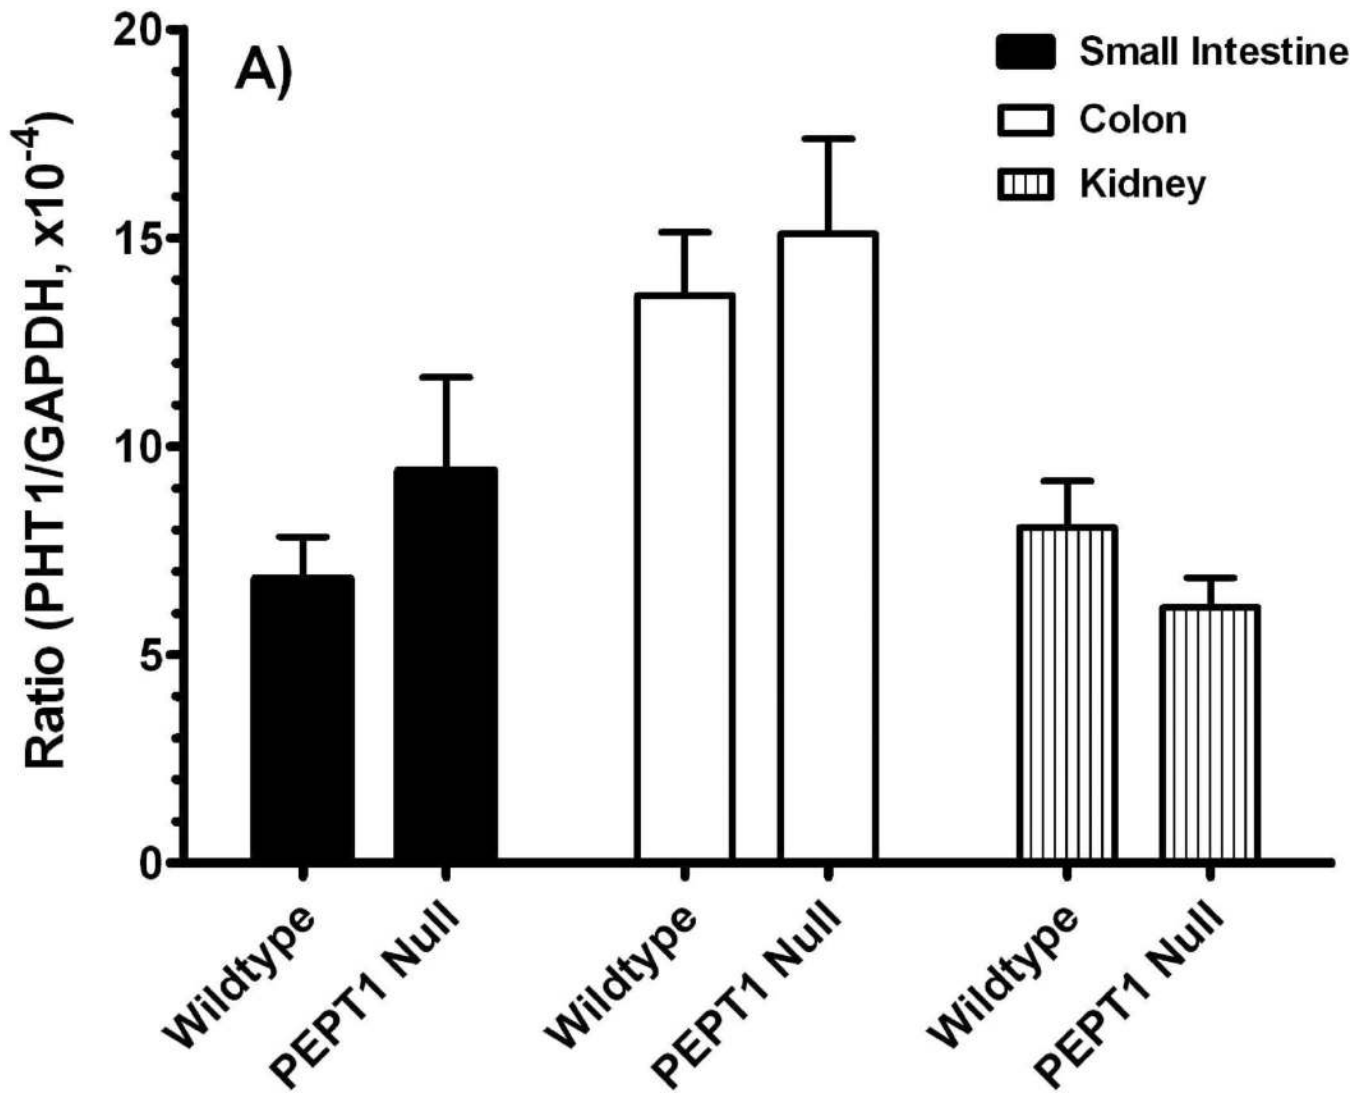 A)
Small Intestine
Colon
Kidney
Ratio (PHT1/GAPDH, x10⁻⁴)
20
15
10
5
0
Wildtype
PEPT1 Null
Wildtype
PEPT1 Null
Wildtype
PEPT1 Null